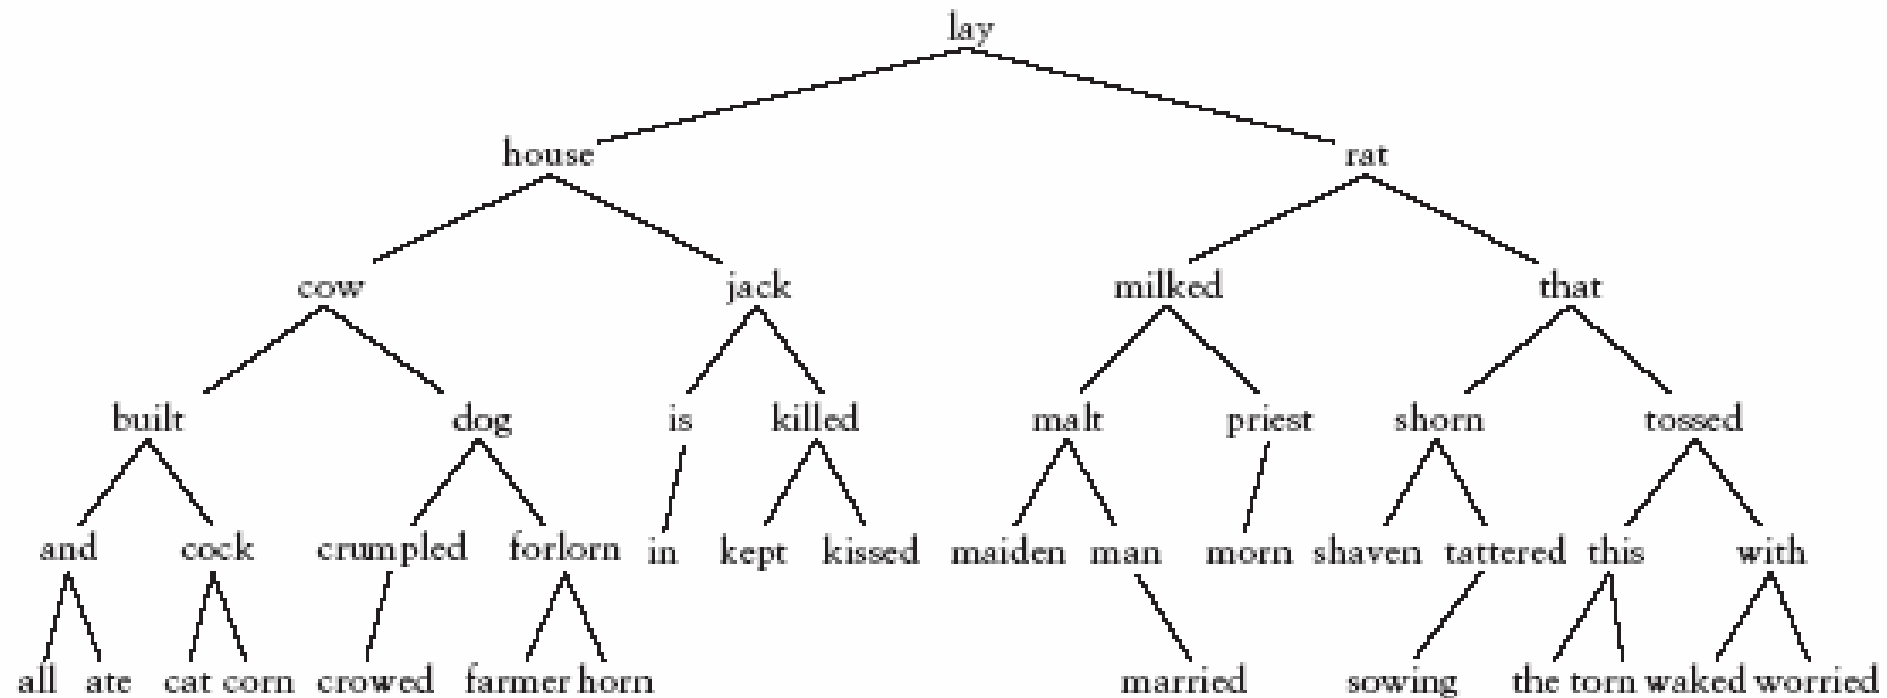 lay
house rat
cow jack milked that
built dog is killed malt priest shorn tossed
and cock crumpled forlorn in kept kissed maiden man morn shaven tattered this with
all ate cat corn crowed farmer horn married sowing the torn waked worried